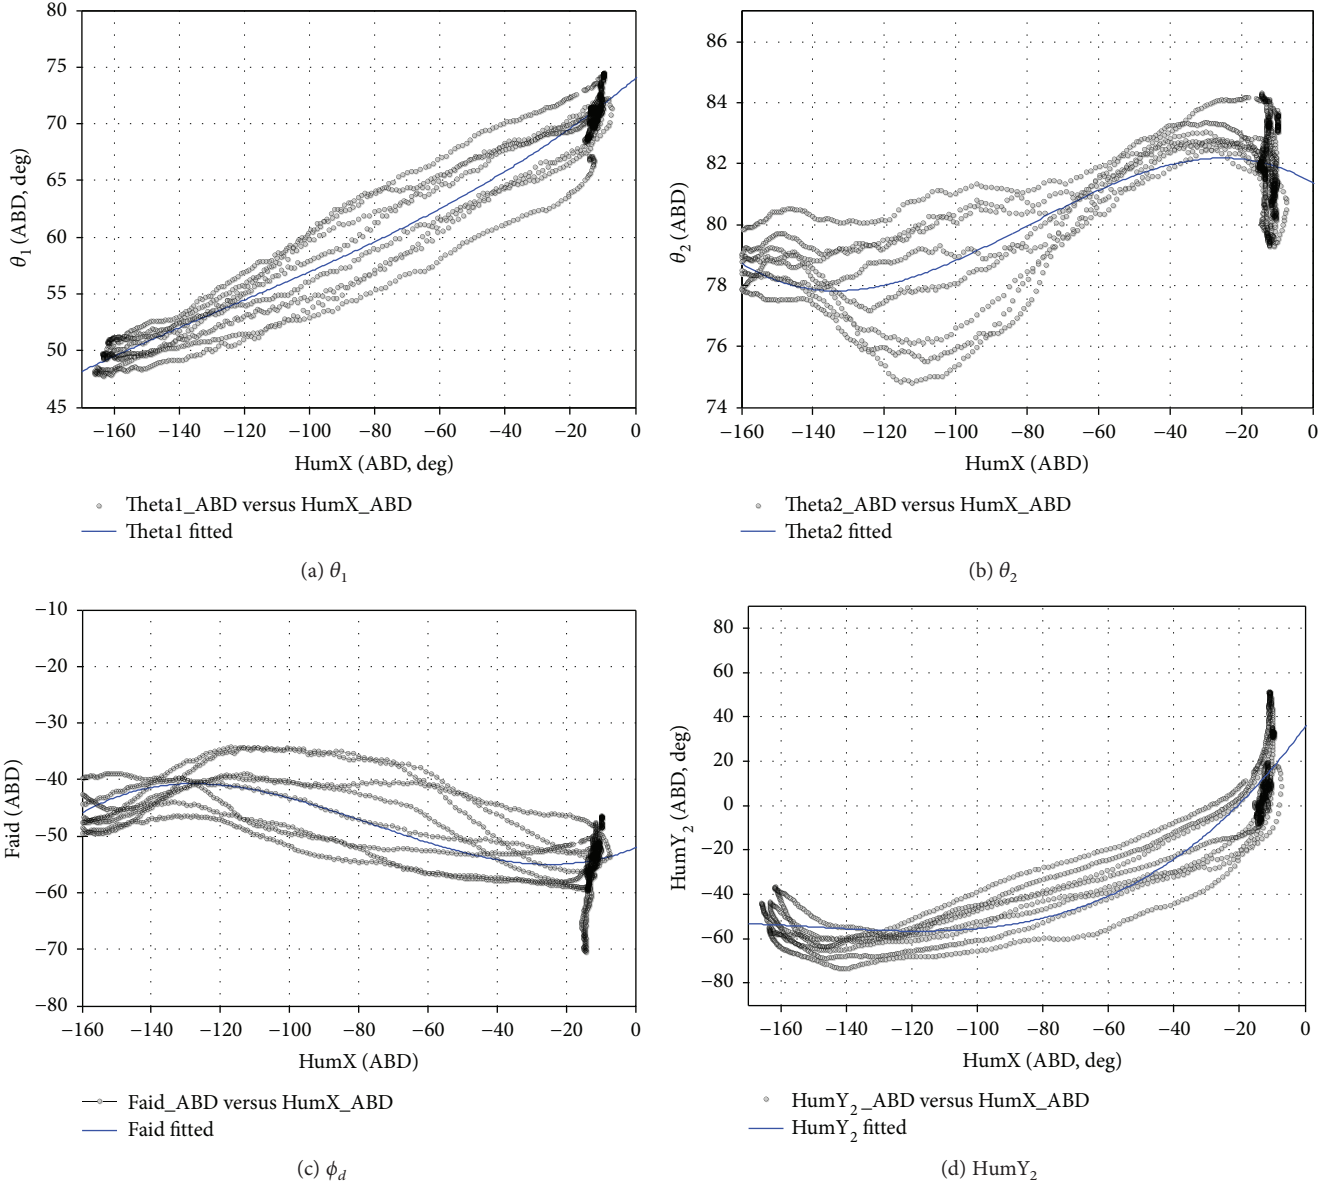 80
75
70
65
60
55
50
45
θ1 (ABD, deg)
−160 −140 −120 −100 −80 −60 −40 −20 0
HumX (ABD, deg)
Theta1_ABD versus HumX_ABD
Theta1 fitted
(a) θ1
86
84
82
80
78
76
74
θ2 (ABD)
−160 −140 −120 −100 −80 −60 −40 −20 0
HumX (ABD)
Theta2_ABD versus HumX_ABD
Theta2 fitted
(b) θ2
−10
−20
−30
−40
−50
−60
−70
−80
Faid (ABD)
−160 −140 −120 −100 −80 −60 −40 −20 0
HumX (ABD)
Faid_ABD versus HumX_ABD
Faid fitted
(c) ϕd
80
60
40
20
0
−20
−40
−60
−80
HumY2 (ABD, deg)
−160 −140 −120 −100 −80 −60 −40 −20 0
HumX (ABD, deg)
HumY2_ABD versus HumX_ABD
HumY2 fitted
(d) HumY2